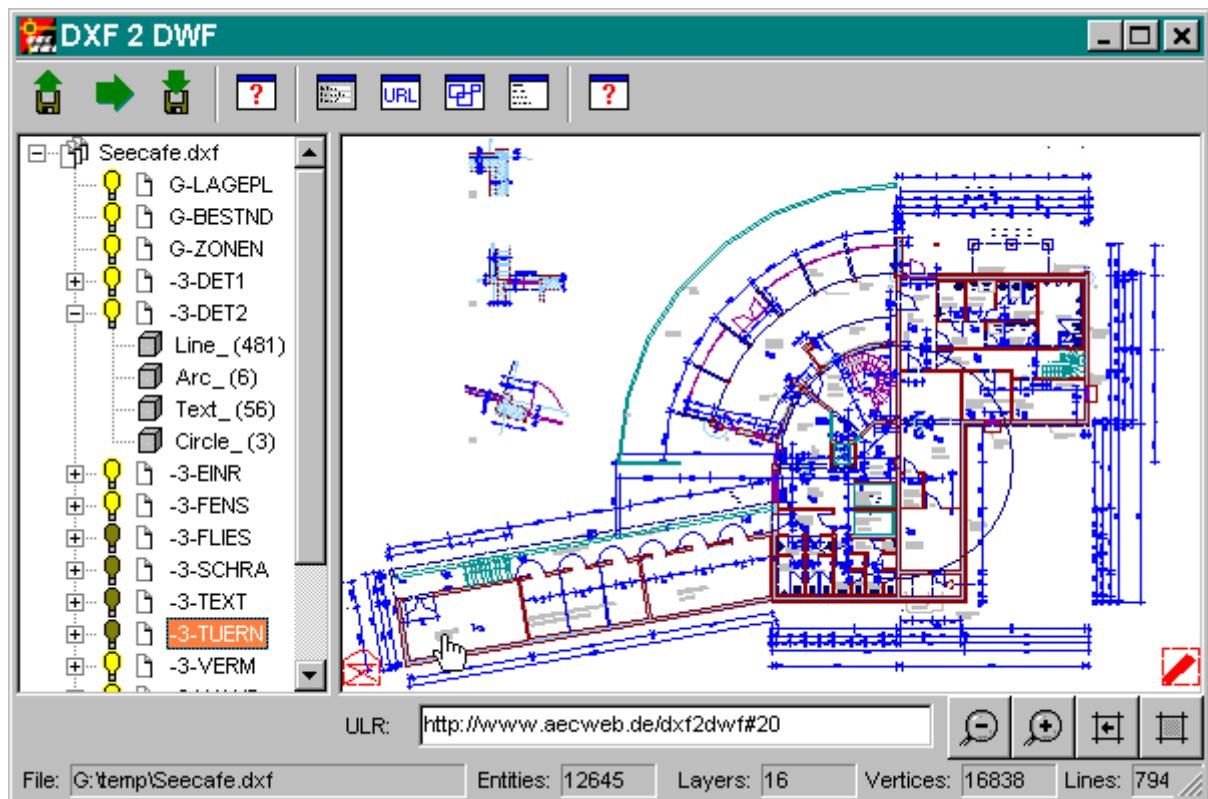 DXF 2 DWF
? URL ?
Seecafe.dxf
G-LAGEPL
G-BESTND
G-ZONEN
-3-DET1
-3-DET2
Line_ (481)
Arc_ (6)
Text_ (56)
Circle_ (3)
-3-EINR
-3-FENS
-3-FLIES
-3-SCHRA
-3-TEXT
-3-TUERN
-3-VERM
ULR: http://www.aecweb.de/dxf2dwf#20
File: G:\temp\Seecafe.dxf Entities: 12645 Layers: 16 Vertices: 16838 Lines: 794